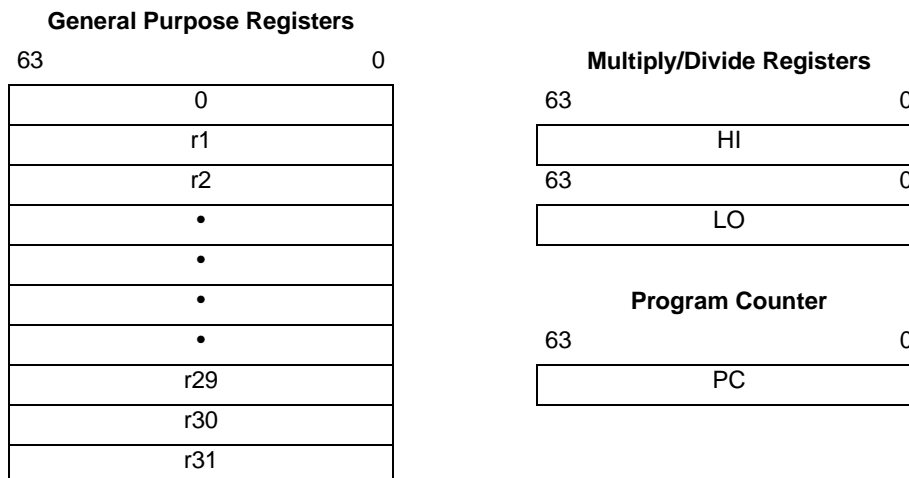 General Purpose Registers
63 0
0
r1
r2
•
•
•
•
r29
r30
r31
Multiply/Divide Registers
63 0
HI
63 0
LO
Program Counter
63 0
PC